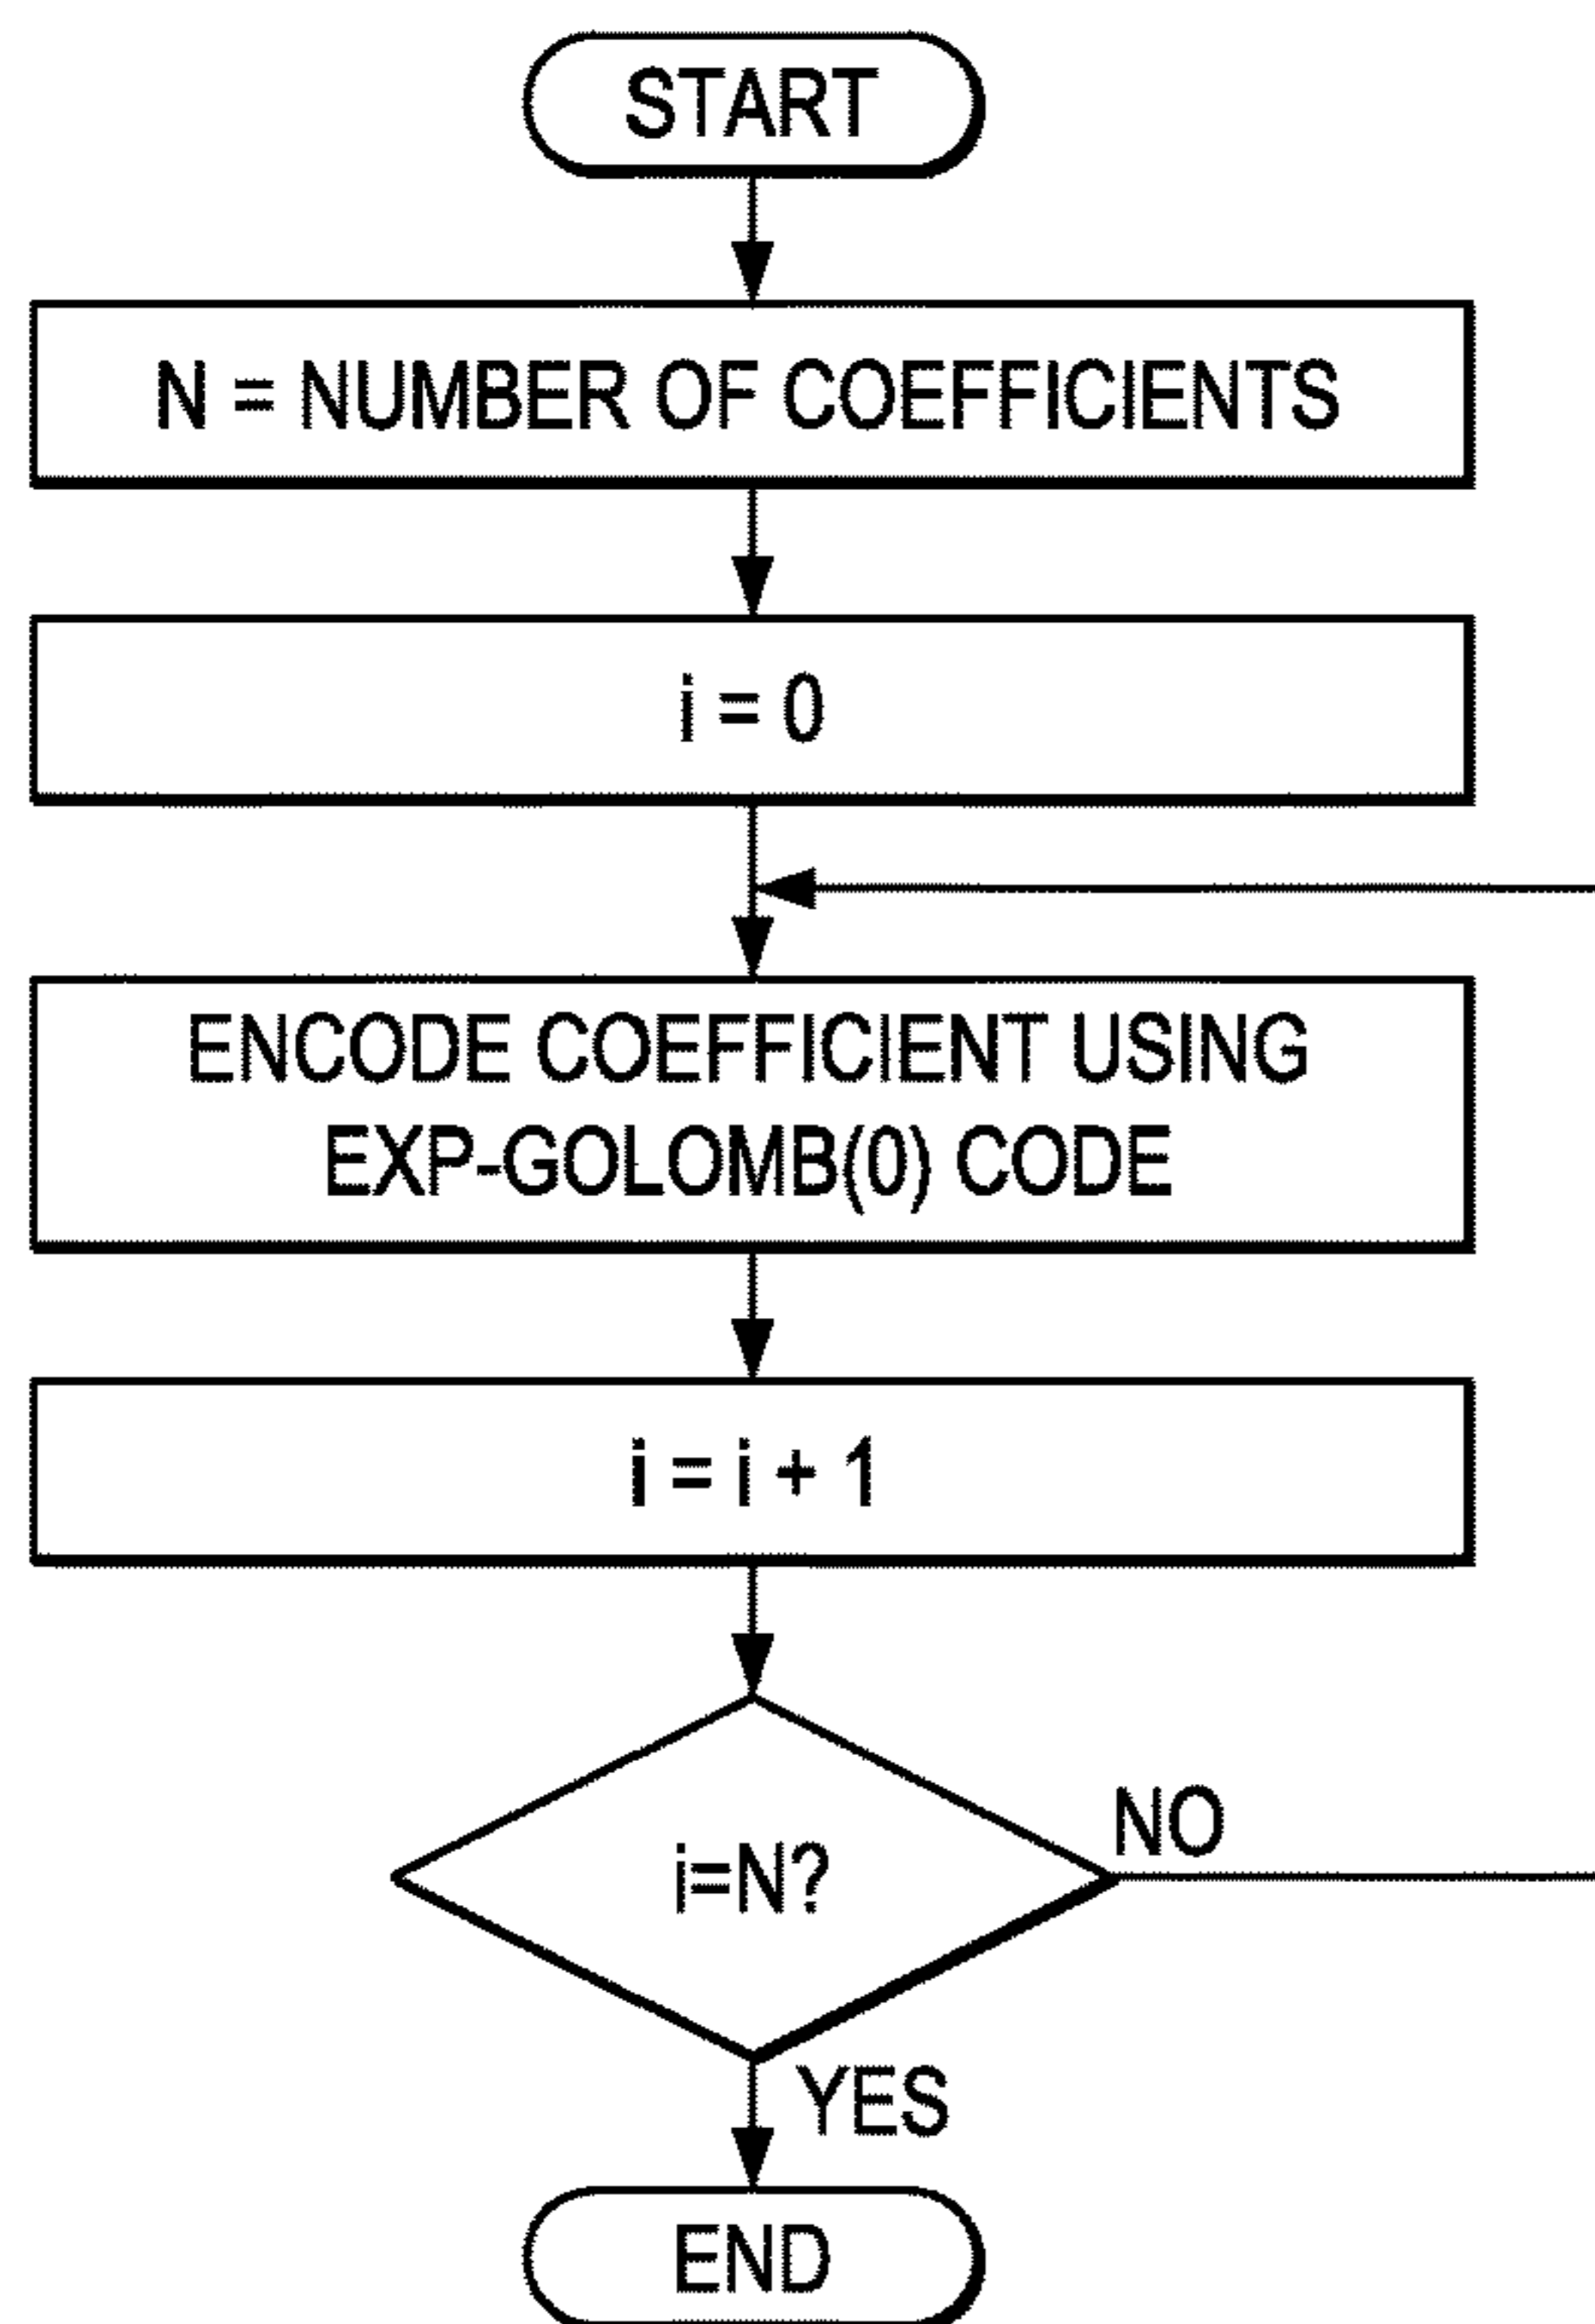 START
N = NUMBER OF COEFFICIENTS
i = 0
ENCODE COEFFICIENT USING
EXP-GOLOMB(0) CODE
i = i + 1
i=N?
NO
YES
END